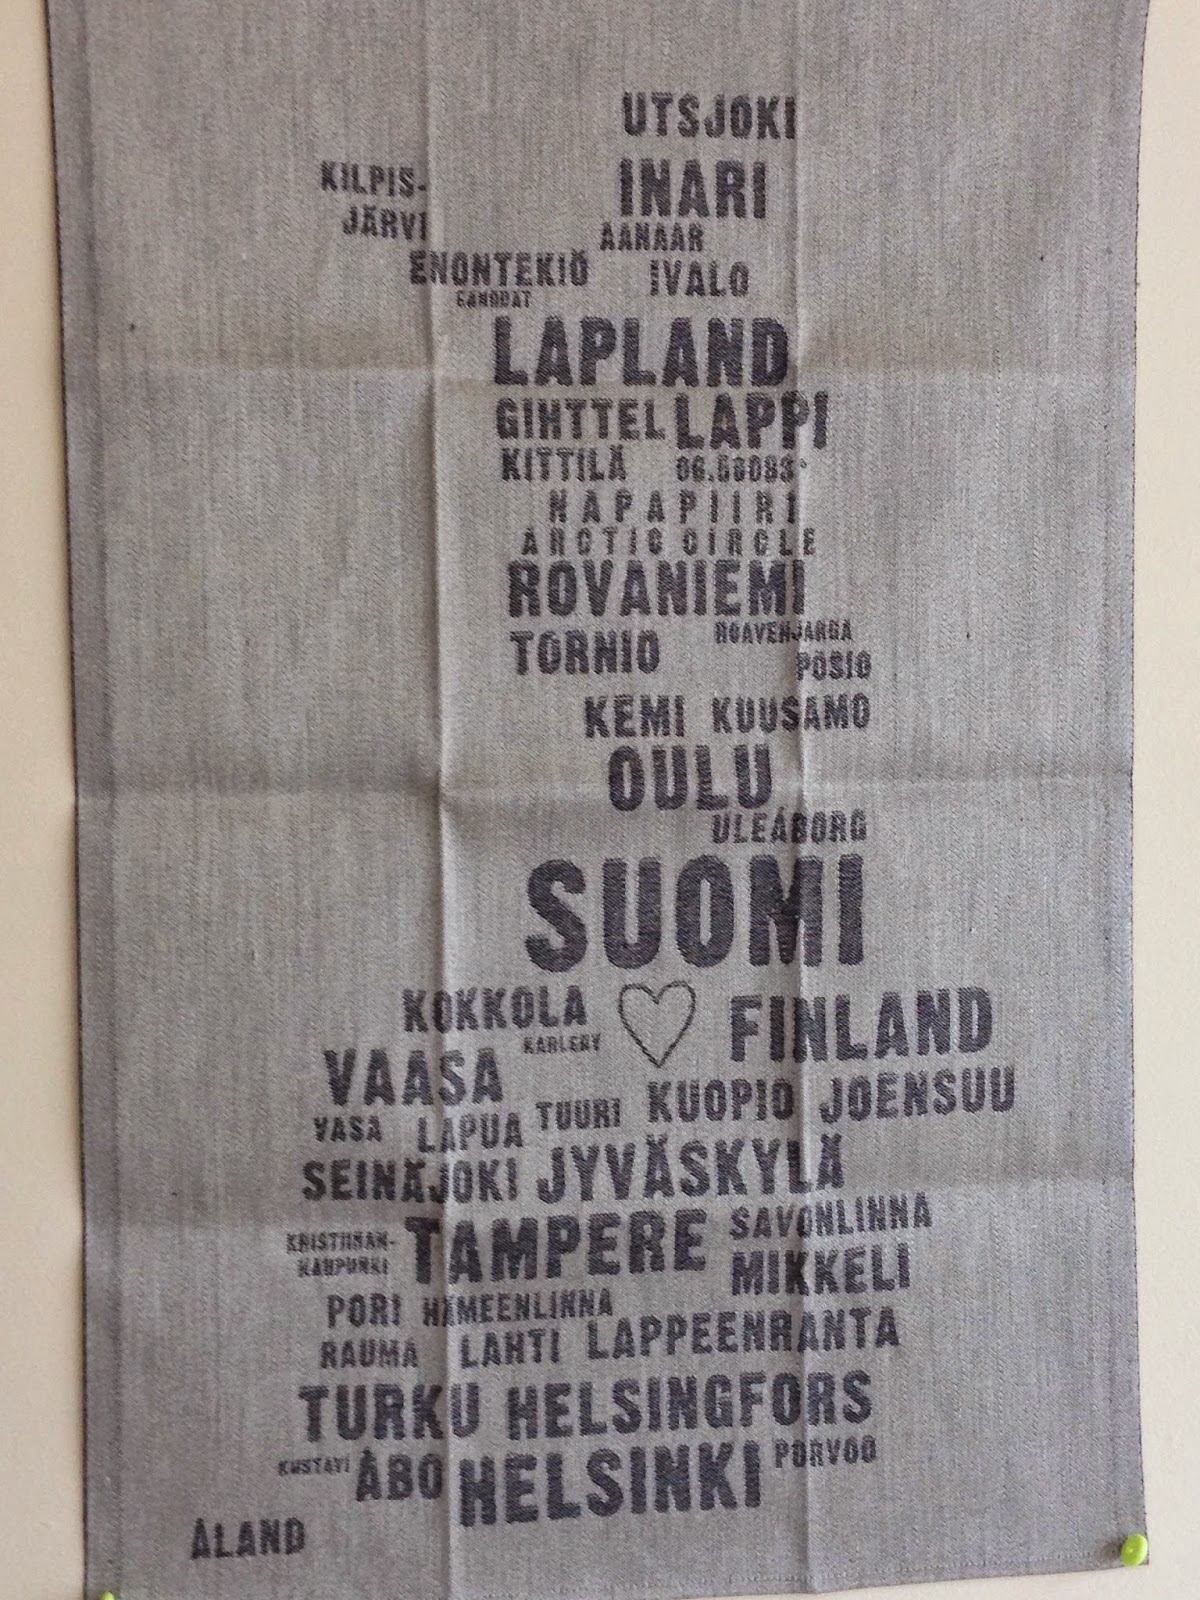 UTSJOKI
KILPIS-
JÄRVI
INARI
AANAAR
ENONTEKIÖ
IVALO
LAPLAND
GIHTTEL LAPPI
KITTILÄ
NAPAPIIRI
ARCTIC CIRCLE
ROVANIEMI
TORNIO
POSIO
KEMI KUUSAMO
OULU
ULEÅBORG
SUOMI
KOKKOLA
KARLEBY
FINLAND
VAASA
VASA LAPUA TUURI KUOPIO JOENSUU
SEINÄJOKI JYVÄSKYLÄ
KRISTIINAN-
KAUPUNKI
TAMPERE
SAVONLINNA
MIKKELI
PORI HÄMEENLINNA
RAUMA LAHTI LAPPEENRANTA
TURKU HELSINGFORS
KUSTAVI ÅBO HELSINKI PORVOO
ÅLAND